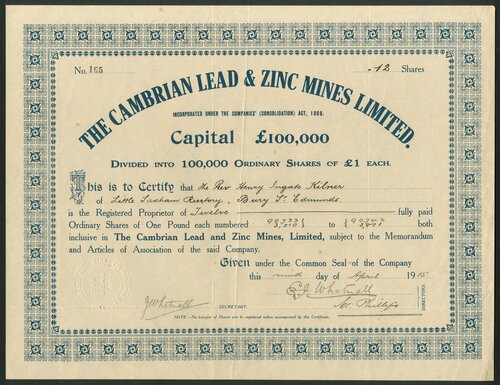 No. 165
12 Shares
THE CAMBRIAN LEAD & ZINC MINES LIMITED.
INCORPORATED UNDER THE COMPANIES' (CONSOLIDATION) ACT, 1908.
Capital £100,000
DIVIDED INTO 100,000 ORDINARY SHARES OF £1 EACH.
This is to Certify that The Rev Henry Ingate Kilner
of Little Saxham Rectory, Bury St. Edmunds.
is the Registered Proprietor of Twelve fully paid
Ordinary Shares of One Pound each numbered to both
inclusive in The Cambrian Lead and Zinc Mines, Limited, subject to the Memorandum
and Articles of Association of the said Company.
Given under the Common Seal of the Company
this ninth day of April 1915
E.J. Whatnall
Phillips
DIRECTORS
SECRETARY.
NOTE.—No transfer of Shares can be registered unless accompanied by this Certificate.